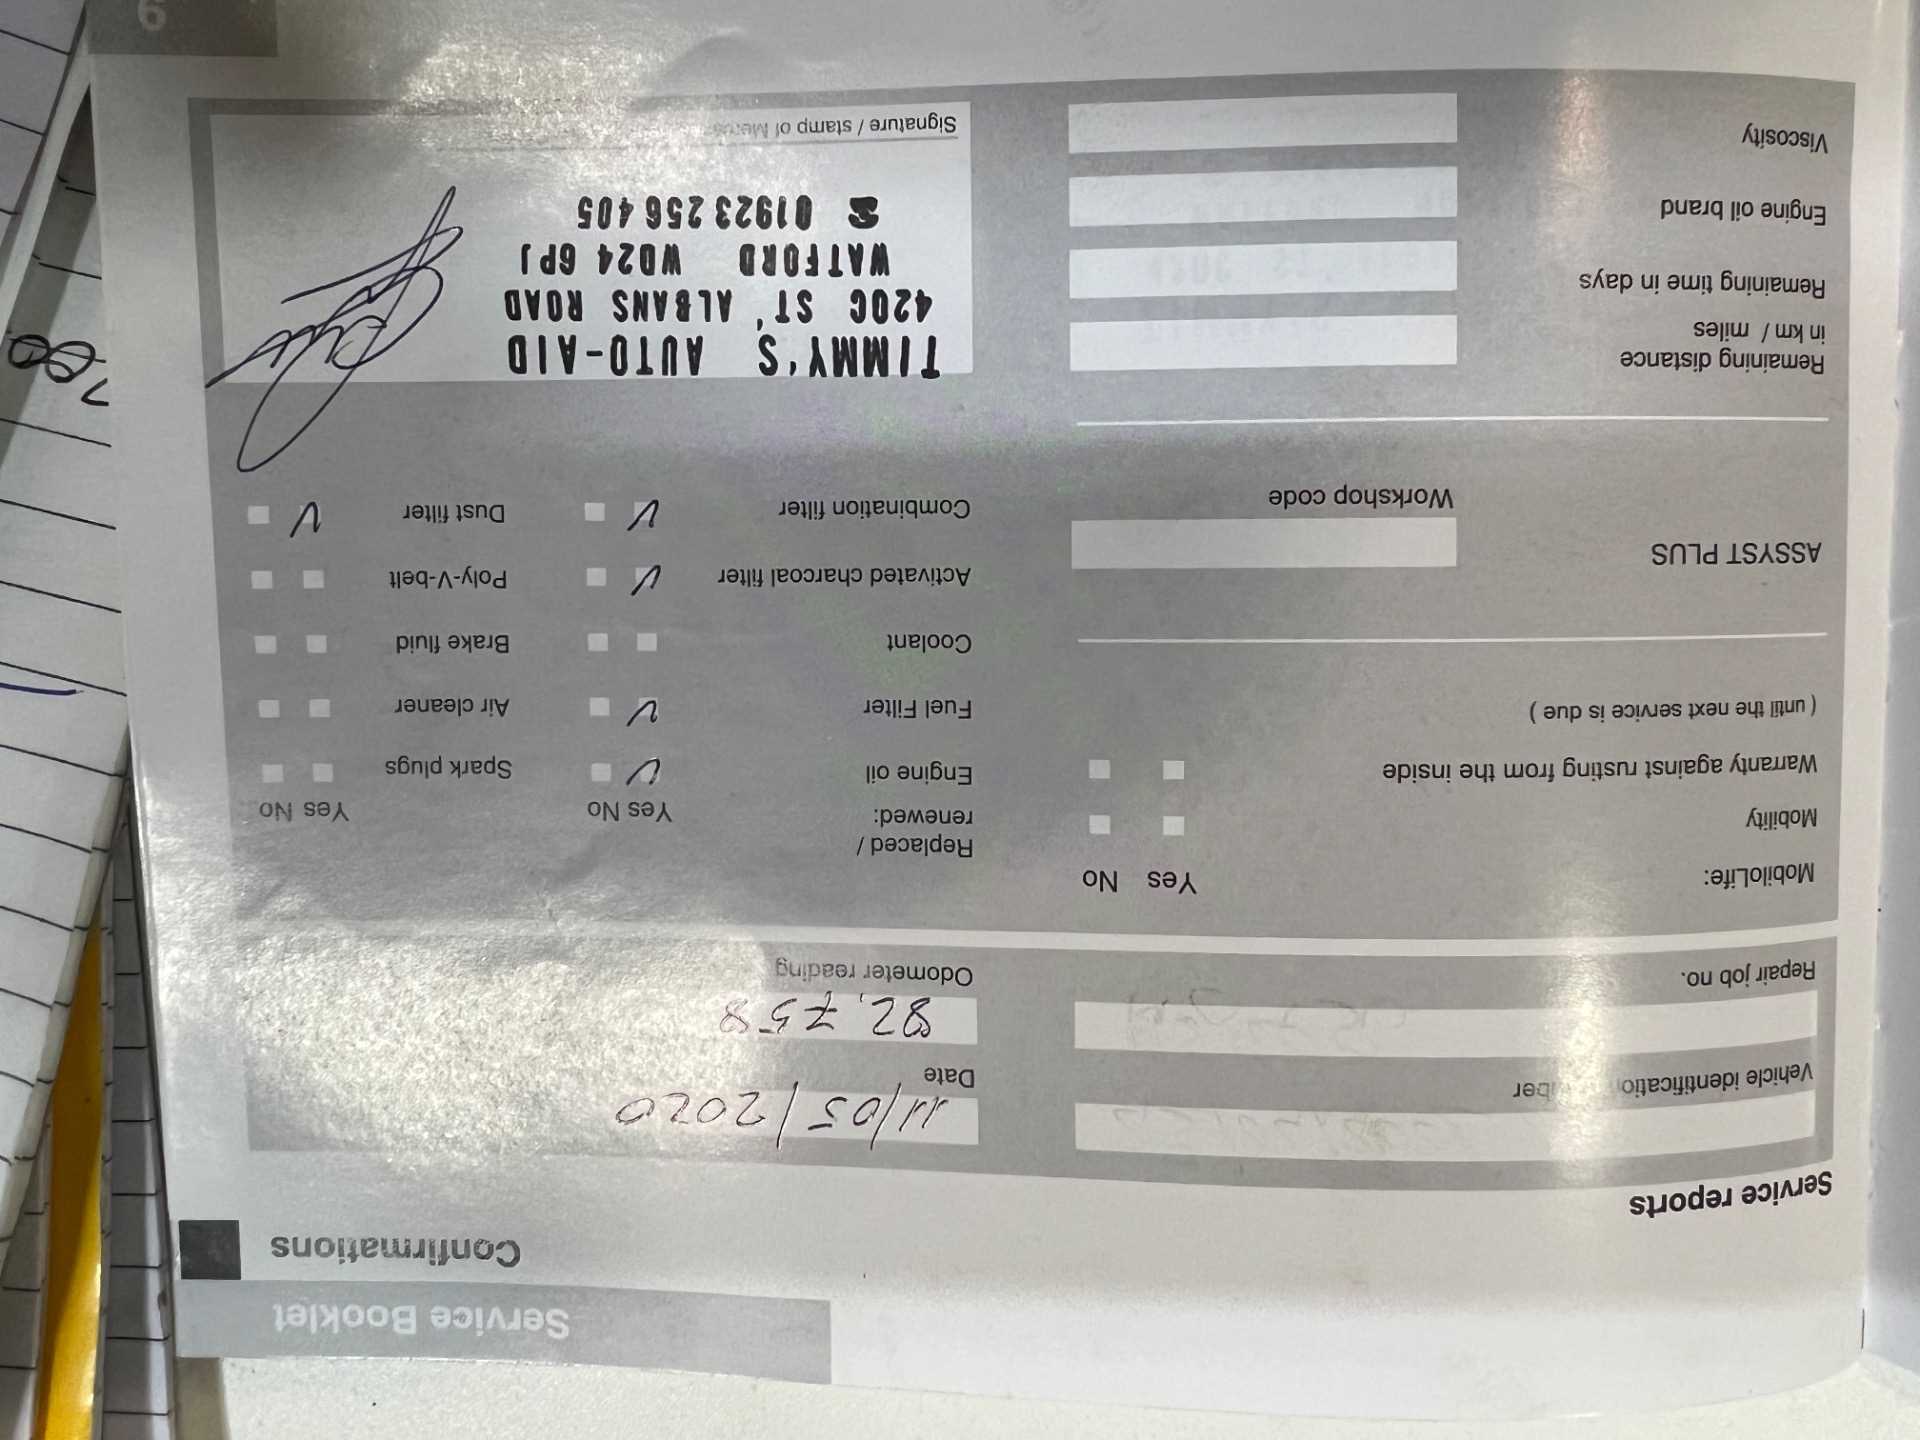 Service Booklet
Confirmations
Service reports
11/05/2020
Vehicle identification
Date
82,758
Repair job no.
Odometer reading
MobiloLife:
Yes No
Mobility
Warranty against rusting from the inside
( until the next service is due )
ASSYST PLUS
Workshop code
Remaining distance
in km / miles
Remaining time in days
Engine oil brand
Viscosity
Replaced /
renewed:
Yes No
Yes No
Engine oil
Spark plugs
Fuel Filter
Air cleaner
Coolant
Brake fluid
Activated charcoal filter
Poly-V-belt
Combination filter
Dust filter
TIMMY'S AUTO-AID
420C ST. ALBANS ROAD
WATFORD WD24 6PJ
☎ 01923 256 405
Signature / stamp of
9